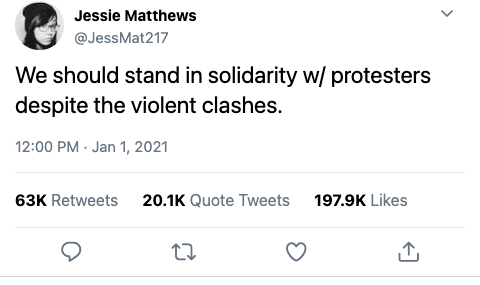 Jessie Matthews
@JessMat217
We should stand in solidarity w/ protesters
despite the violent clashes.
12:00 PM · Jan 1, 2021
63K Retweets 20.1K Quote Tweets 197.9K Likes